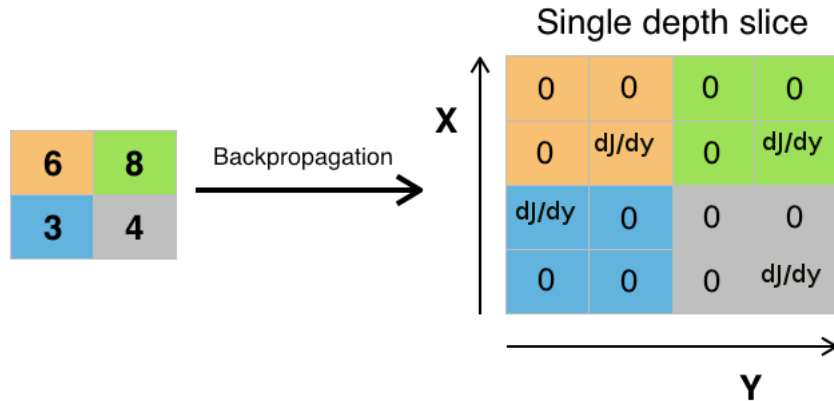 Single depth slice
X
0 0 0 0
0 dJ/dy 0 dJ/dy
dJ/dy 0 0 0
0 0 0 dJ/dy
Y
6 8
3 4
Backpropagation